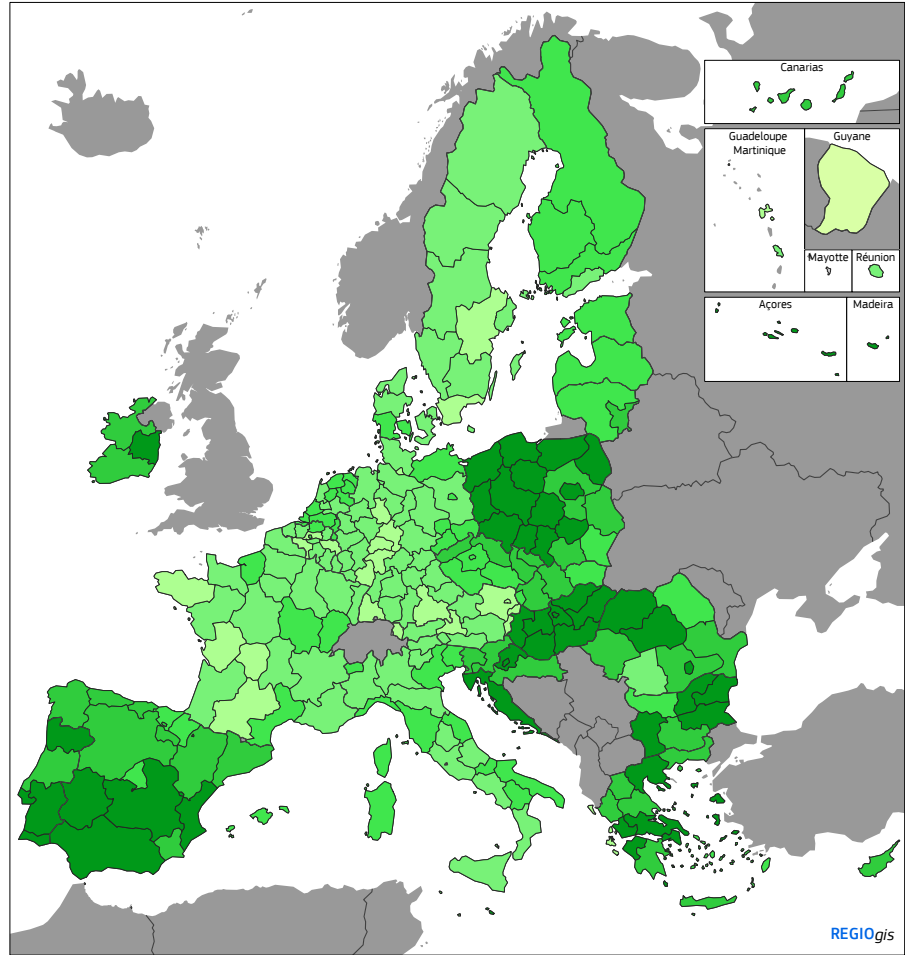 Canarias
Guadeloupe
Martinique
Guyane
Mayotte
Réunion
Açores
Madeira
REGIOgis